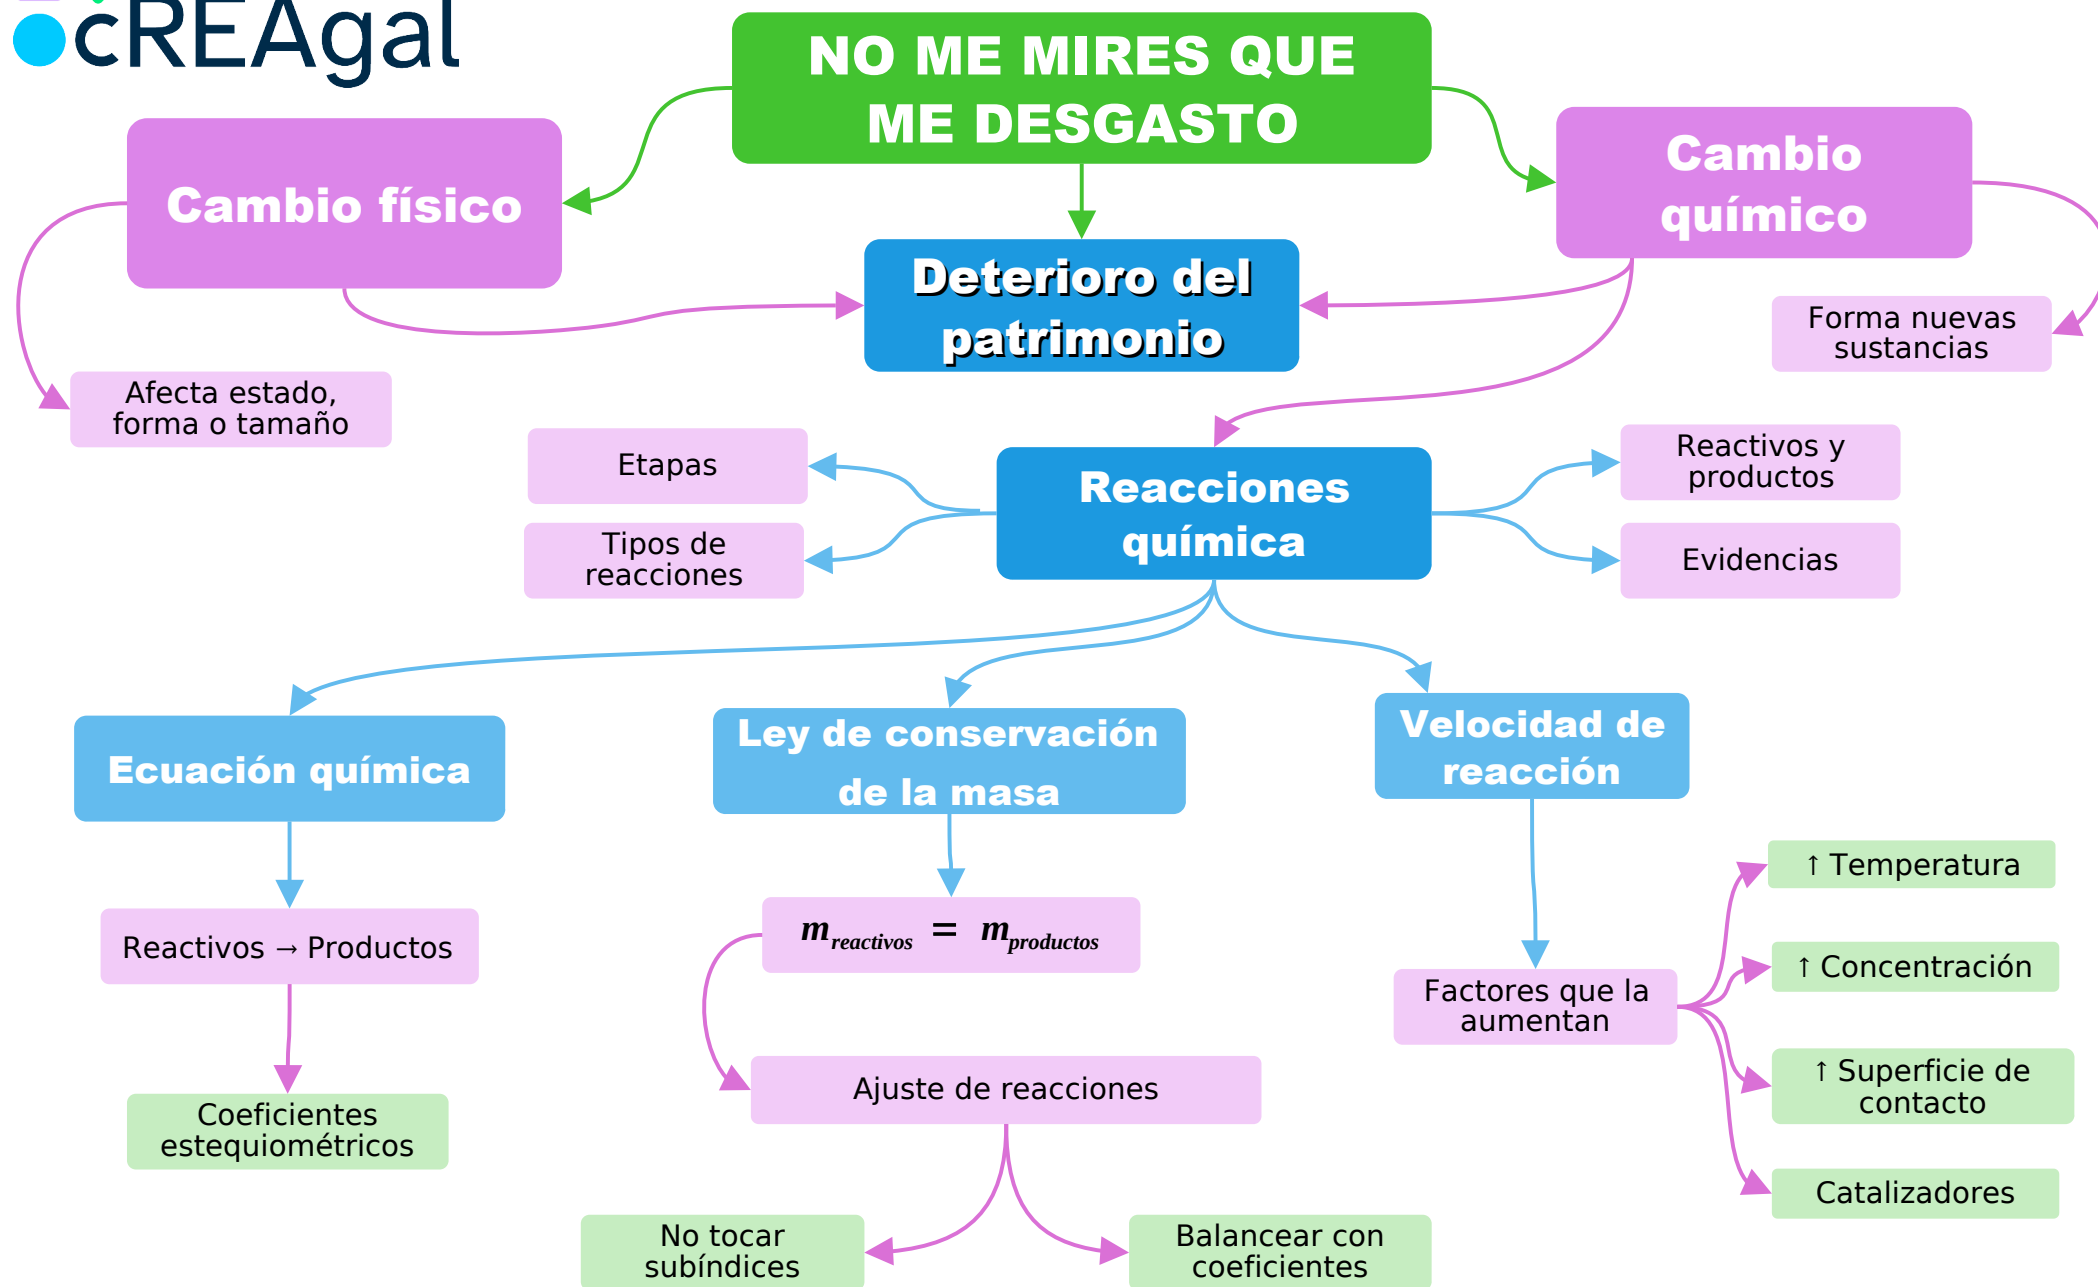 cREAgal
NO ME MIRES QUE
ME DESGASTO
Cambio físico
Cambio
químico
Deterioro del
patrimonio
Forma nuevas
sustancias
Afecta estado,
forma o tamaño
Etapas
Tipos de
reacciones
Reacciones
química
Reactivos y
productos
Evidencias
Ecuación química
Ley de conservación
de la masa
Velocidad de
reacción
Reactivos → Productos
m reactivos = m productos
Factores que la
aumentan
↑ Temperatura
↑ Concentración
↑ Superficie de
contacto
Catalizadores
Coeficientes
estequiométricos
Ajuste de reacciones
No tocar
subíndices
Balancear con
coeficientes